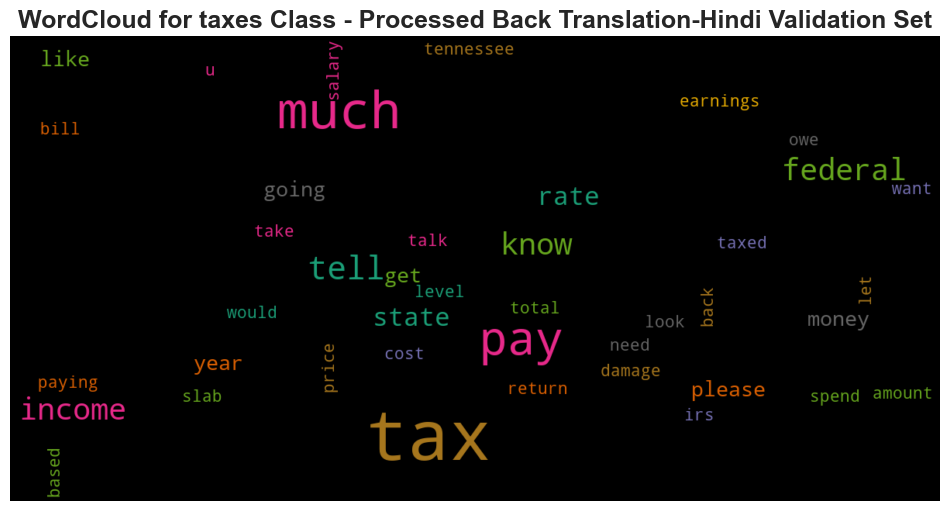 WordCloud for taxes Class - Processed Back Translation-Hindi Validation Set
like
u
salary
tennessee
much
earnings
bill
owe
federal
going
rate
want
take
talk
know
taxed
tell
get
level
back
let
would
state
total
look
money
pay
need
year
cost
price
damage
paying
slab
return
please
spend
amount
income
irs
tax
based